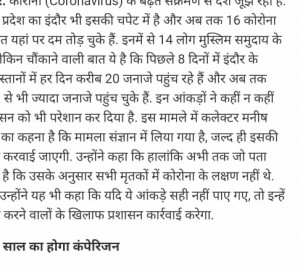 कोरोना (Coronavirus) के बढ़ते संक्रमण से देश जूझ रहा है.
प्रदेश का इंदौर भी इसकी चपेट में है और अब तक 16 कोरोना
त यहां पर दम तोड़ चुके हैं. इनमें से 14 लोग मुस्लिम समुदाय के
किन चौंकाने वाली बात ये है कि पिछले 8 दिनों में इंदौर के
स्तानों में हर दिन करीब 20 जनाजे पहुंच रहे हैं और अब तक
से भी ज्यादा जनाजे पहुंच चुके हैं. इन आंकड़ों ने कहीं न कहीं
सन को भी परेशान कर दिया है. इस मामले में कलेक्टर मनीष
का कहना है कि मामला संज्ञान में लिया गया है, जल्द ही इसकी
करवाई जाएगी. उन्होंने कहा कि हालांकि अभी तक जो पता
है कि उसके अनुसार सभी मृतकों में कोरोना के लक्षण नहीं थे.
उन्होंने यह भी कहा कि यदि ये आंकड़े सही नहीं पाए गए, तो इन्हें
करने वालों के खिलाफ प्रशासन कार्रवाई करेगा.
साल का होगा कंपेरिजन